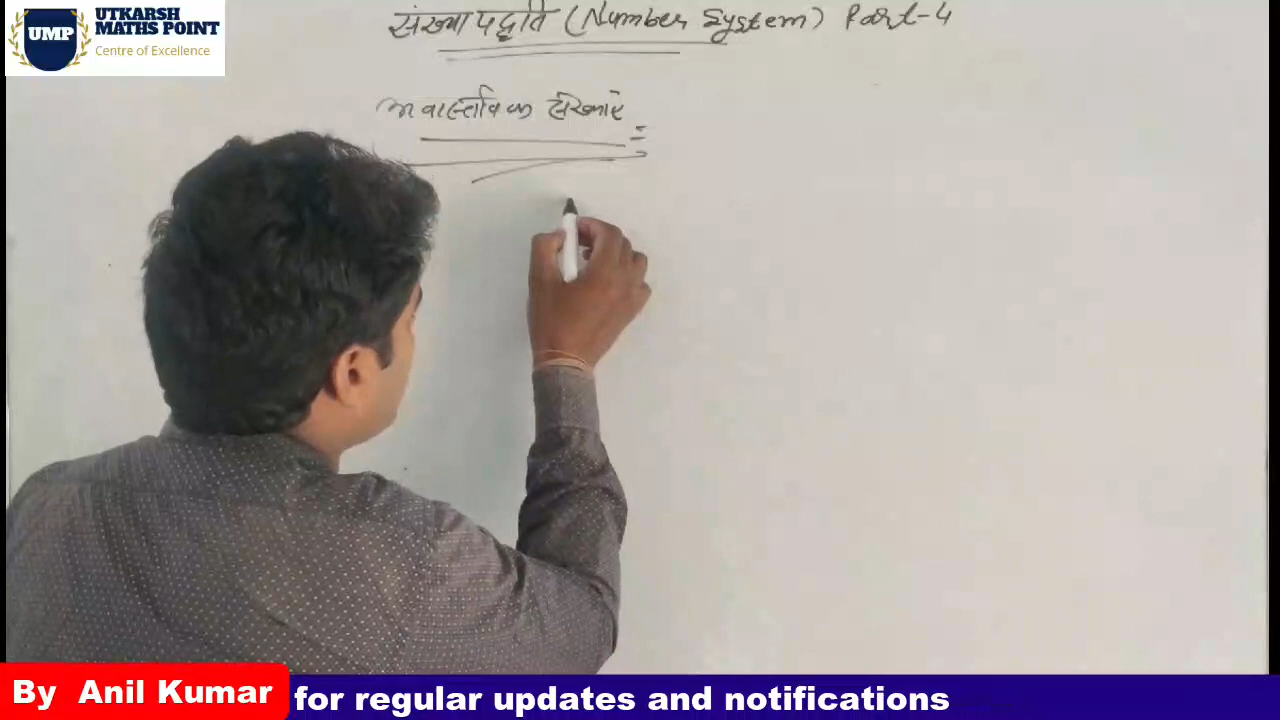 UMP
UTKARSH
MATHS POINT
Centre of Excellence
संख्या पद्धति (Number System) Part-4
अवास्तविक संख्याएं
By Anil Kumar
for regular updates and notifications